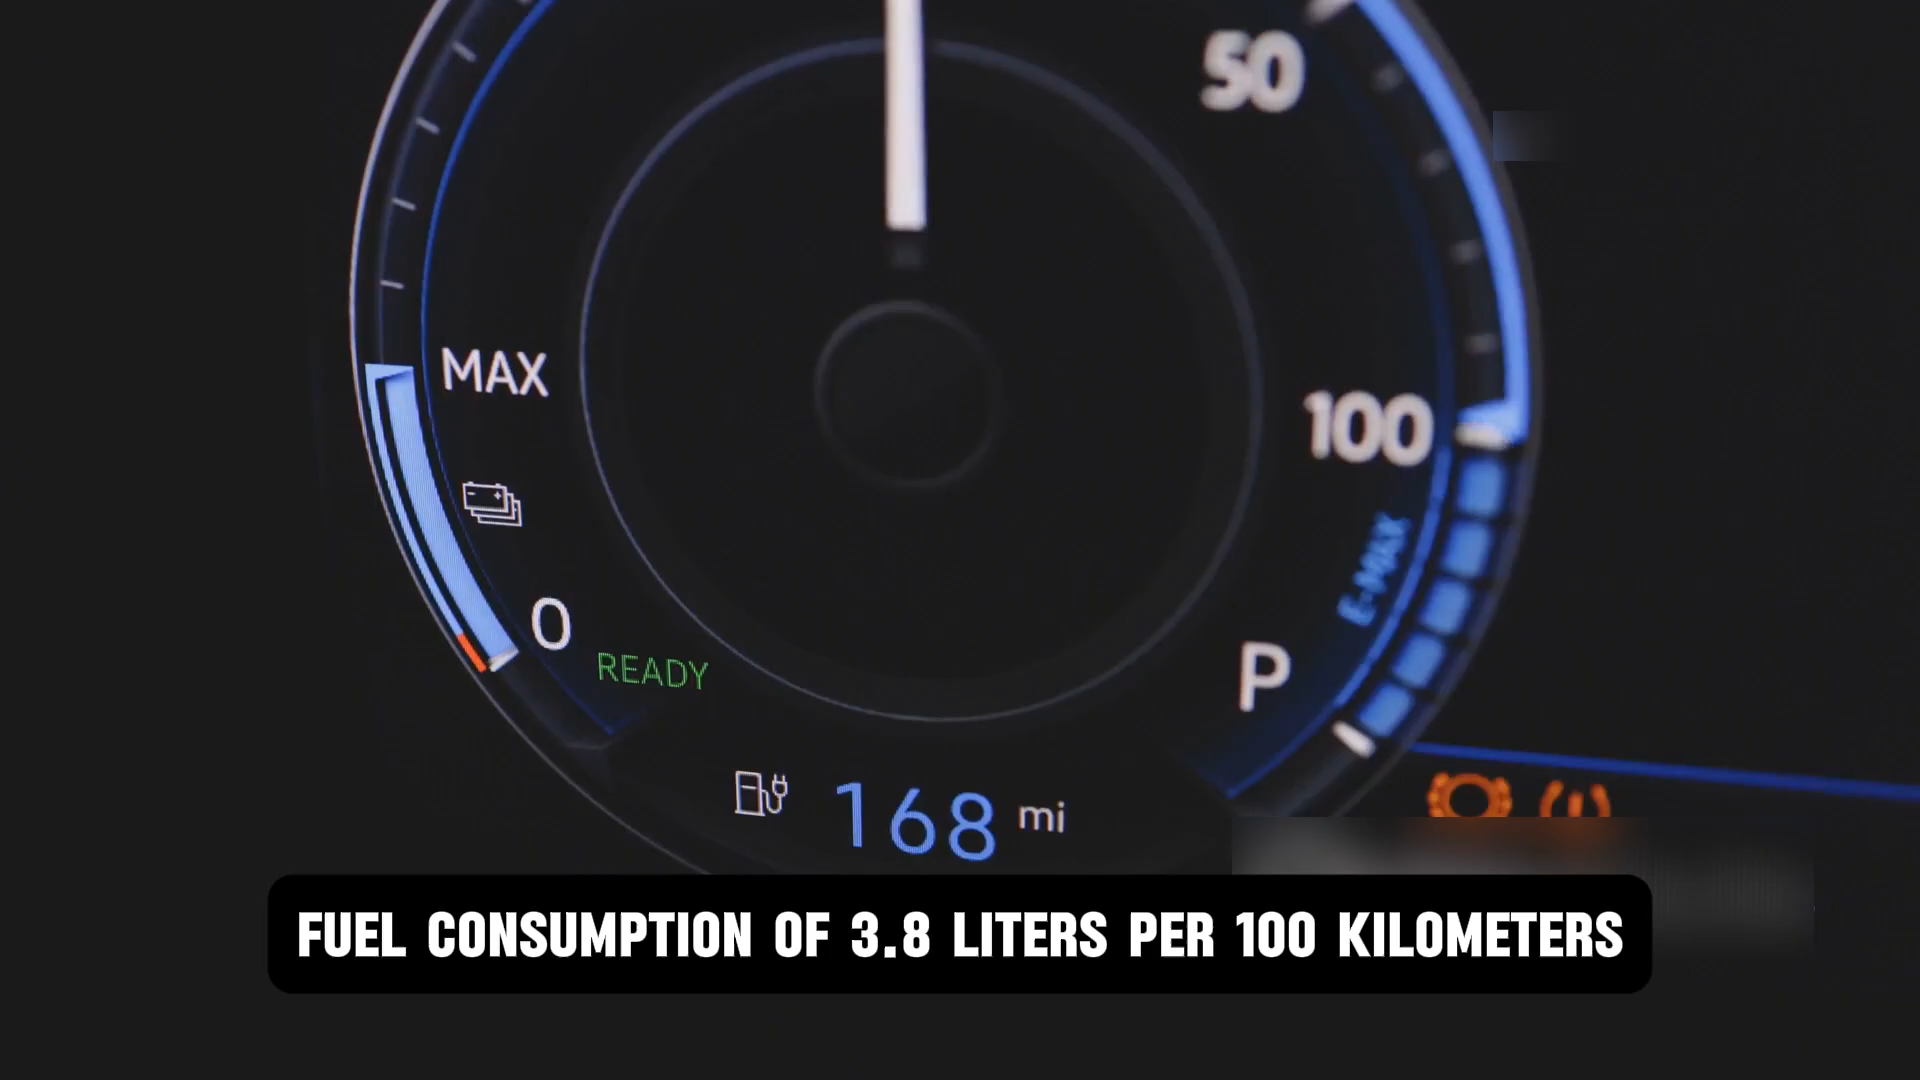 50
MAX
100
E-MAX
0
READY
P
168 mi
FUEL CONSUMPTION OF 3.8 LITERS PER 100 KILOMETERS